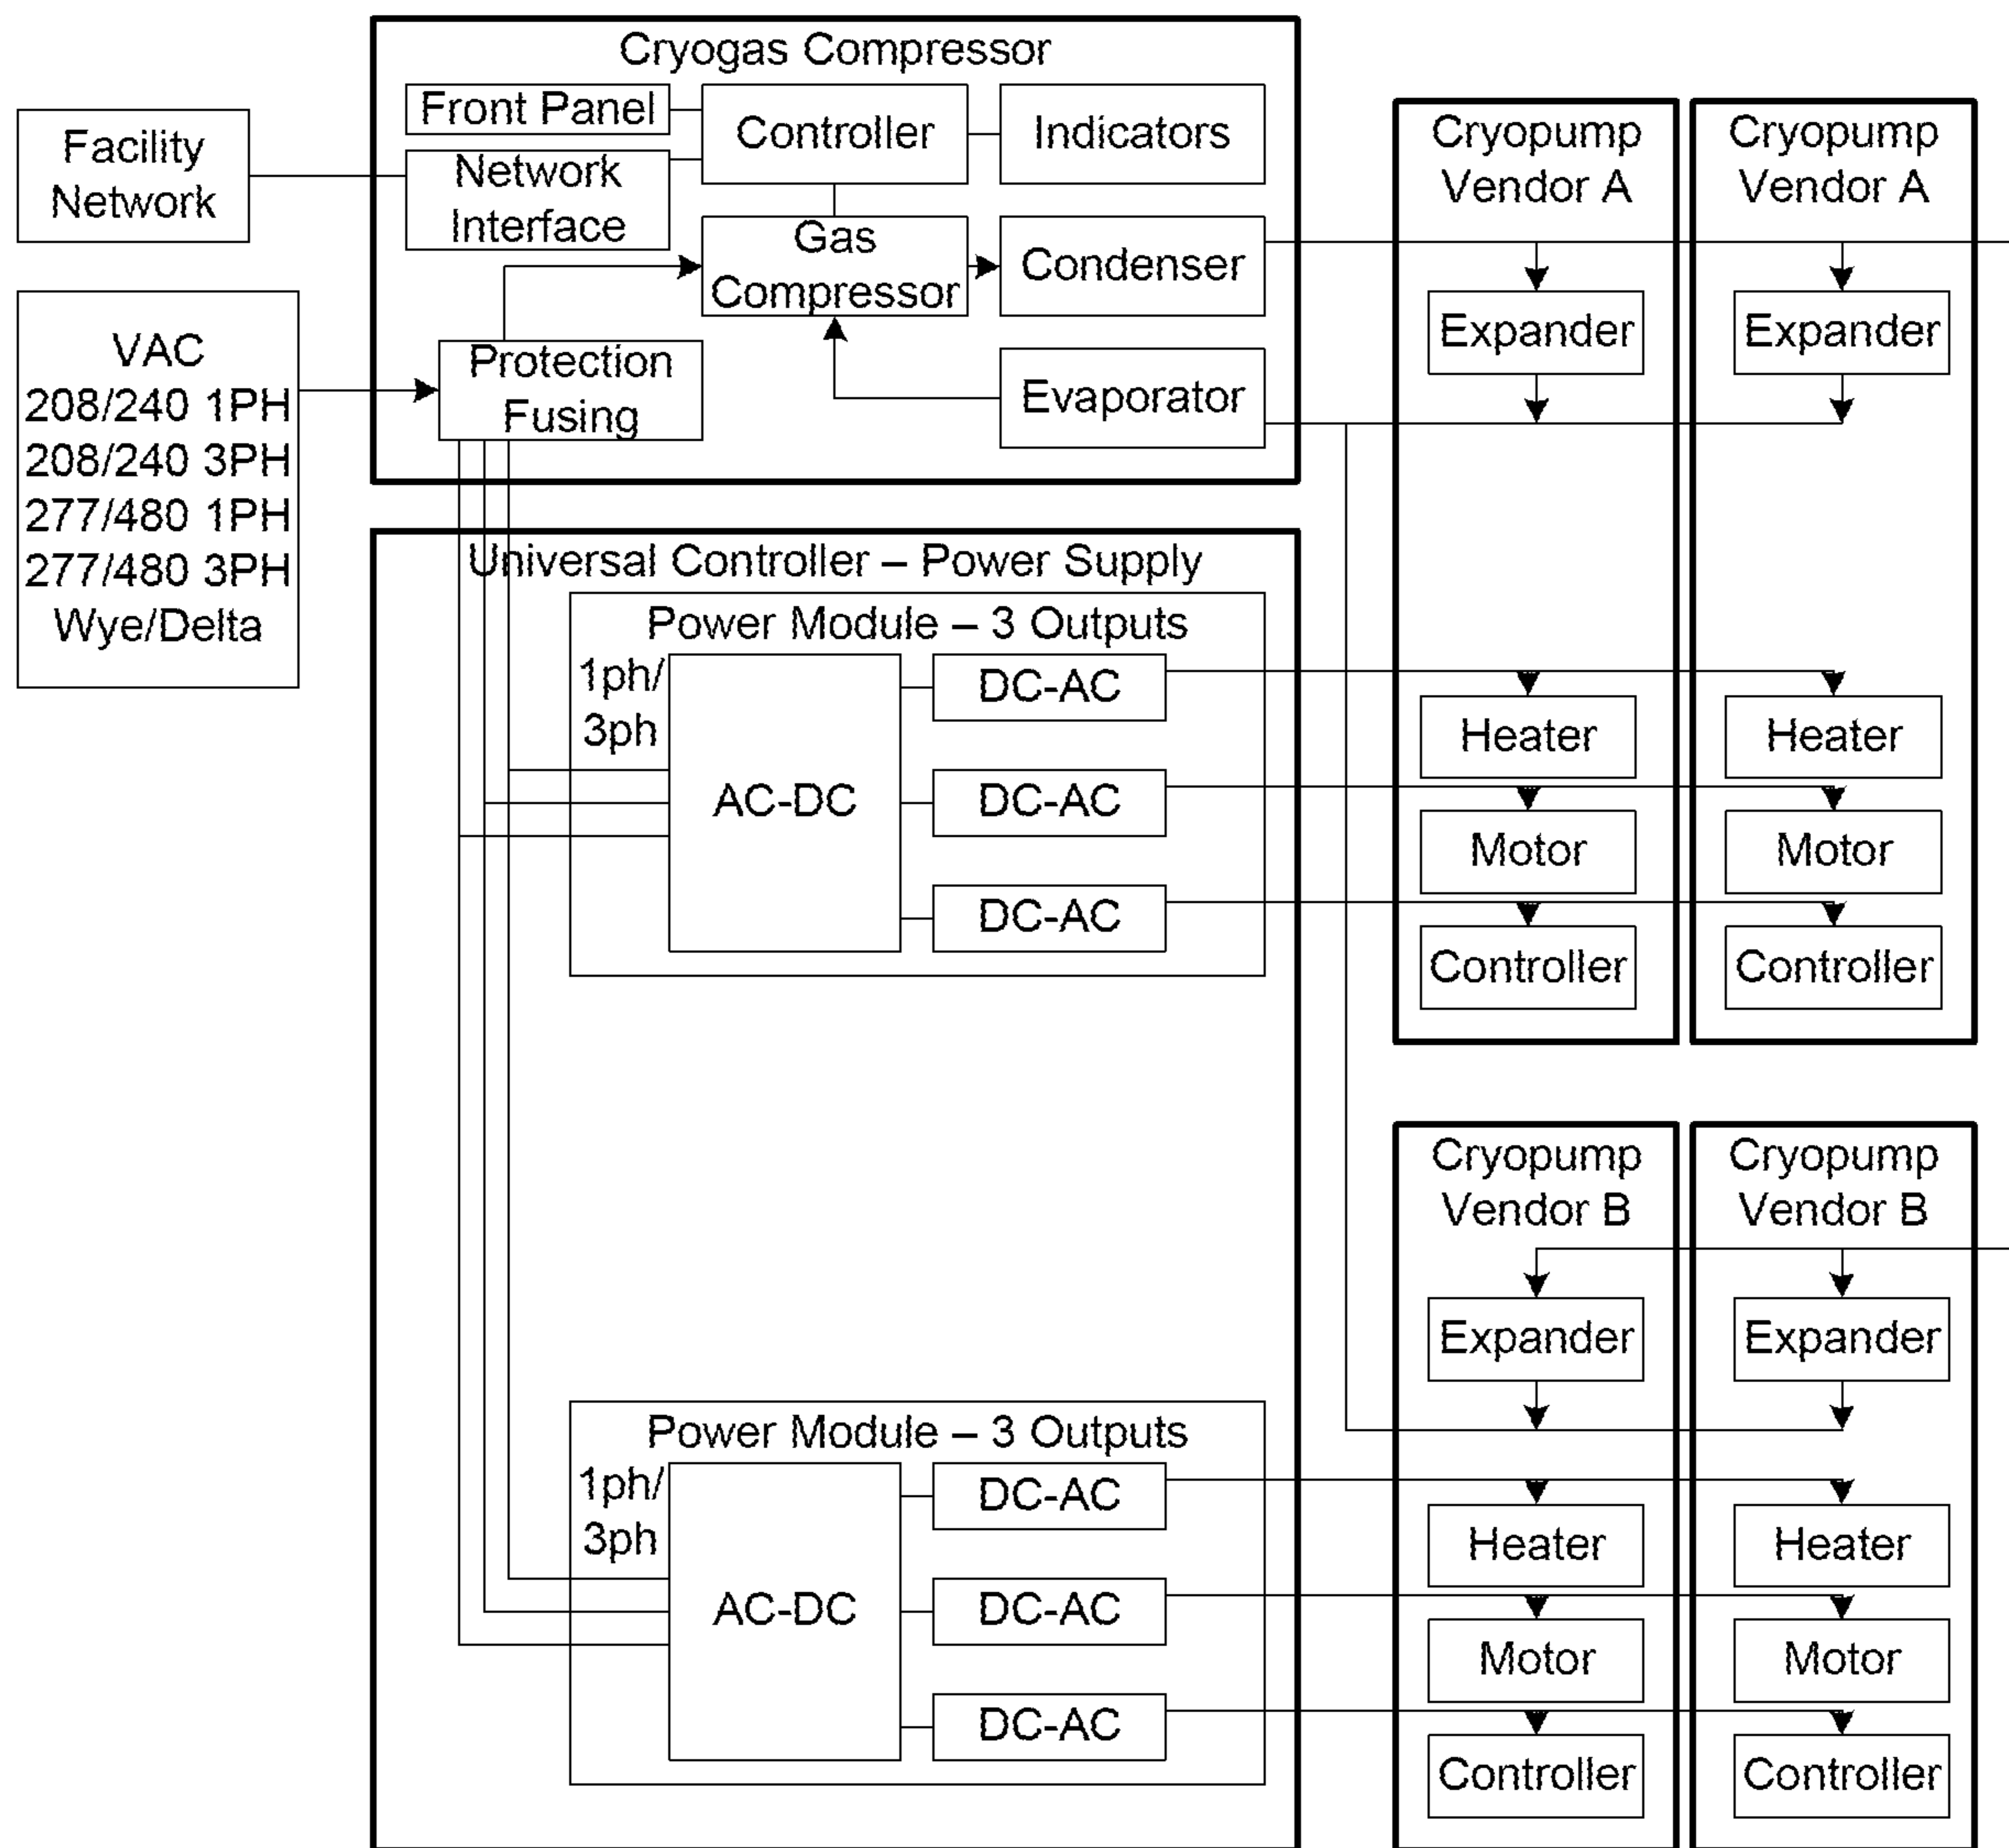 Cryogas Compressor
Front Panel
Controller
Indicators
Network
Interface
Gas
Compressor
Condenser
Protection
Fusing
Evaporator
Facility
Network
VAC
208/240 1PH
208/240 3PH
277/480 1PH
277/480 3PH
Wye/Delta
Universal Controller – Power Supply
Power Module – 3 Outputs
1ph/
3ph
AC-DC
DC-AC
DC-AC
DC-AC
Power Module – 3 Outputs
1ph/
3ph
AC-DC
DC-AC
DC-AC
DC-AC
Cryopump
Vendor A
Expander
Heater
Motor
Controller
Cryopump
Vendor A
Expander
Heater
Motor
Controller
Cryopump
Vendor B
Expander
Heater
Motor
Controller
Cryopump
Vendor B
Expander
Heater
Motor
Controller